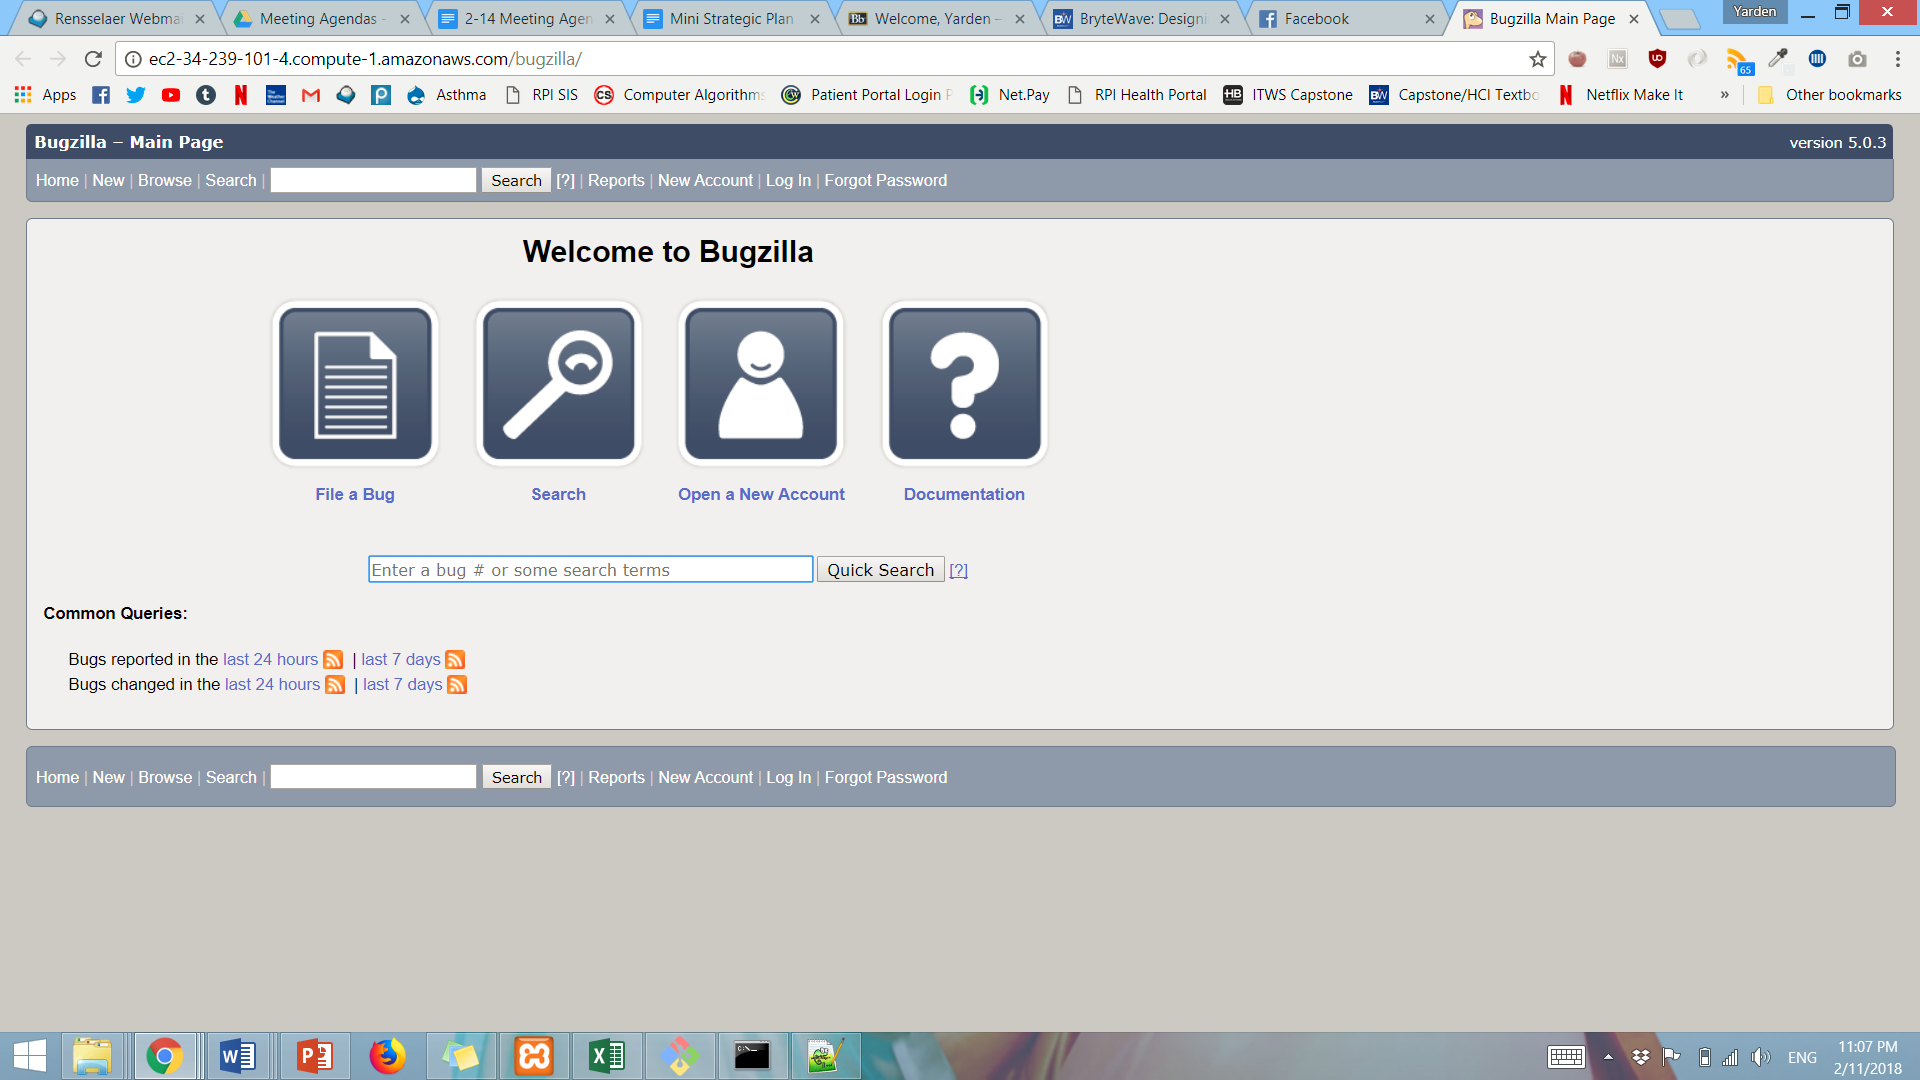 Rensselaer Webmai
Meeting Agendas -
2-14 Meeting Agen
Mini Strategic Plan
Welcome, Yarden –
BryteWave: Designi
Facebook
Bugzilla Main Page
Yarden
ec2-34-239-101-4.compute-1.amazonaws.com/bugzilla/
65
Apps
Asthma
RPI SIS
Computer Algorithms
Patient Portal Login P
Net.Pay
RPI Health Portal
ITWS Capstone
Capstone/HCI Textbo
Netflix Make It
»
Other bookmarks
Bugzilla – Main Page
version 5.0.3
Home | New | Browse | Search | Search [?] | Reports | New Account | Log In | Forgot Password
Welcome to Bugzilla
File a Bug
Search
Open a New Account
Documentation
Enter a bug # or some search terms
Quick Search [?]
Common Queries:
Bugs reported in the last 24 hours | last 7 days
Bugs changed in the last 24 hours | last 7 days
Home | New | Browse | Search | Search [?] | Reports | New Account | Log In | Forgot Password
ENG
11:07 PM
2/11/2018